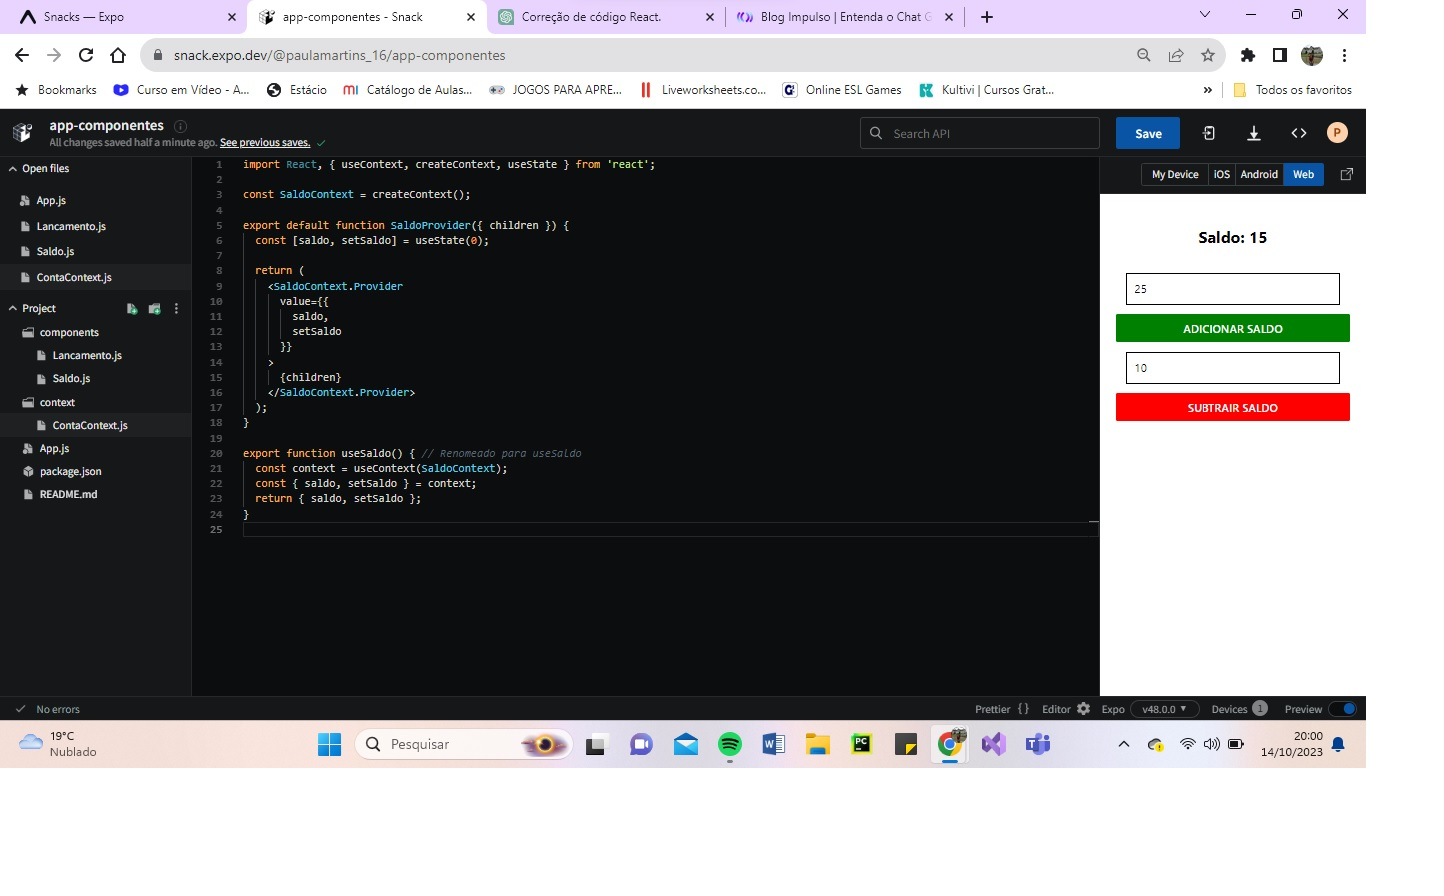 Snacks — Expo
app-componentes - Snack
Correção de código React.
Blog Impulso | Entenda o Chat G
snack.expo.dev/@paulamartins_16/app-componentes
Bookmarks
Curso em Vídeo - A...
Estácio
Catálogo de Aulas...
JOGOS PARA APRE...
Liveworksheets.co...
Online ESL Games
Kultivi | Cursos Grat...
»
Todos os favoritos
app-componentes
All changes saved half a minute ago. See previous saves.
Search API
Save
P
Open files
App.js
Lancamento.js
Saldo.js
ContaContext.js
Project
components
Lancamento.js
Saldo.js
context
ContaContext.js
App.js
package.json
README.md
1 import React, { useContext, createContext, useState } from 'react';
2
3 const SaldoContext = createContext();
4
5 export default function SaldoProvider({ children }) {
6 const [saldo, setSaldo] = useState(0);
7
8 return (
9 <SaldoContext.Provider
10 value={{
11 saldo,
12 setSaldo
13 }}
14 >
15 {children}
16 </SaldoContext.Provider>
17 );
18 }
19
20 export function useSaldo() { // Renomeado para useSaldo
21 const context = useContext(SaldoContext);
22 const { saldo, setSaldo } = context;
23 return { saldo, setSaldo };
24 }
25
My Device
iOS
Android
Web
Saldo: 15
25
ADICIONAR SALDO
10
SUBTRAIR SALDO
No errors
Prettier {}
Editor
Expo
v48.0.0
Devices 1
Preview
19°C
Nublado
Pesquisar
20:00
14/10/2023